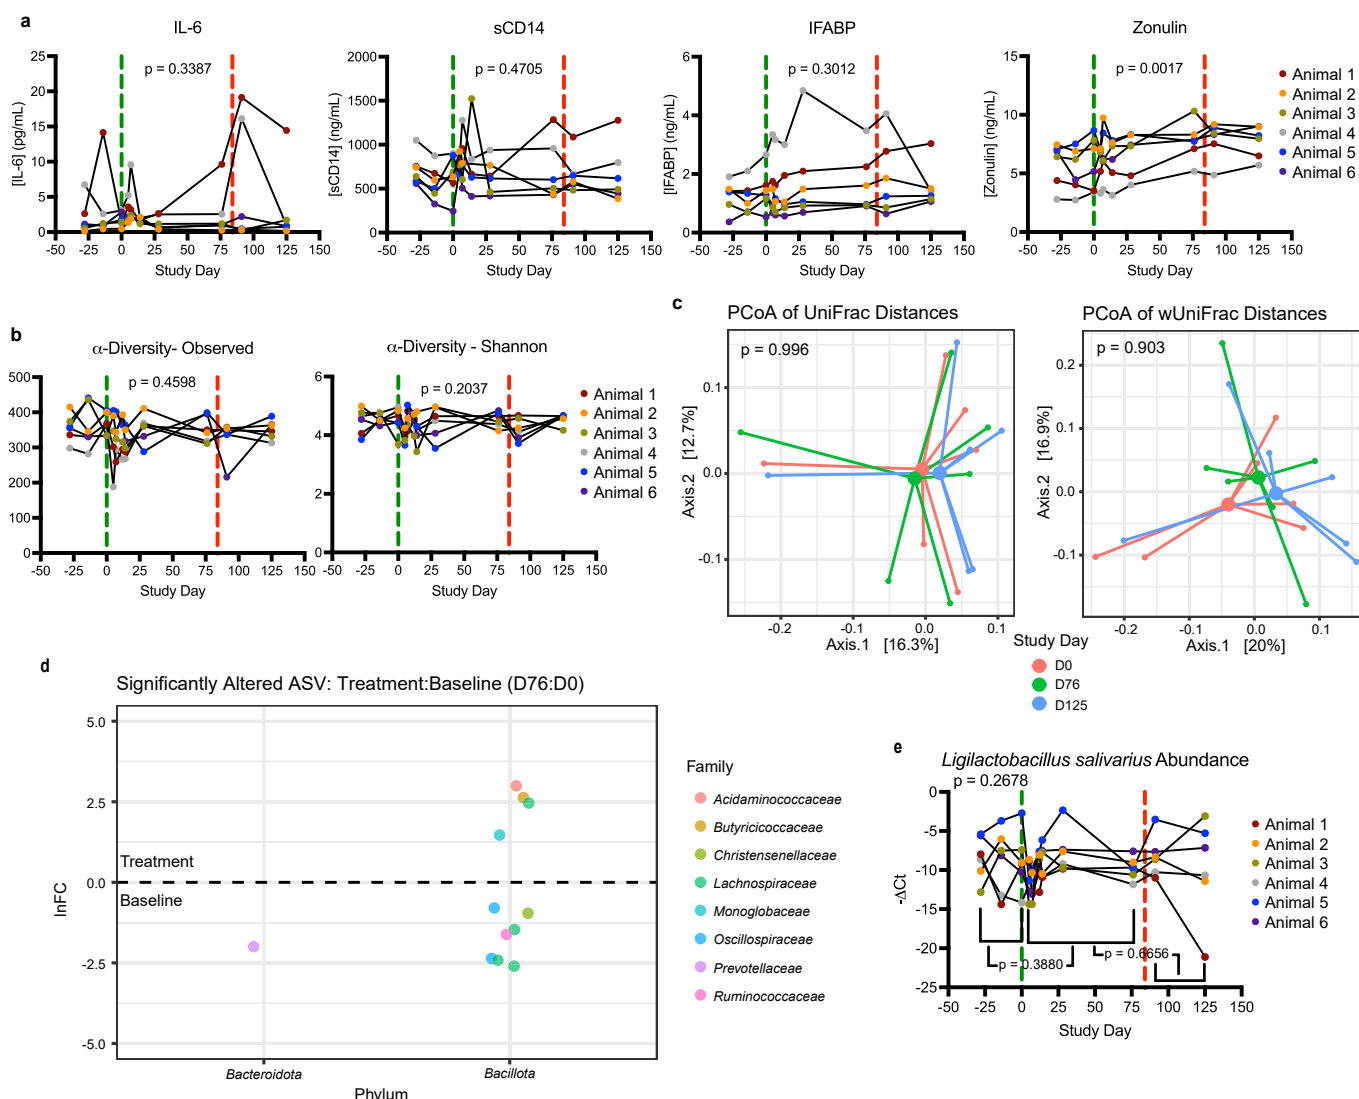 a
IL-6
sCD14
IFABP
Zonulin
25
20
15
10
5
0
[IL-6] (pg/mL)
p = 0.3387
-50 -25 0 25 50 75 100 125 150
Study Day
2000
1500
1000
500
0
[sCD14] (ng/mL)
p = 0.4705
-50 -25 0 25 50 75 100 125 150
Study Day
6
4
2
0
[IFABP] (ng/mL)
p = 0.3012
-50 -25 0 25 50 75 100 125 150
Study Day
15
10
5
0
[Zonulin] (ng/mL)
p = 0.0017
-50 -25 0 25 50 75 100 125 150
Study Day
Animal 1
Animal 2
Animal 3
Animal 4
Animal 5
Animal 6
b
α-Diversity- Observed
500
400
300
200
100
0
p = 0.4598
-50 -25 0 25 50 75 100 125 150
Study Day
α-Diversity - Shannon
6
4
2
0
p = 0.2037
-50 -25 0 25 50 75 100 125 150
Study Day
Animal 1
Animal 2
Animal 3
Animal 4
Animal 5
Animal 6
c
PCoA of UniFrac Distances
p = 0.996
Axis.2 [12.7%]
0.1
0.0
-0.1
-0.2 -0.1 0.0 0.1
Axis.1 [16.3%]
PCoA of wUniFrac Distances
p = 0.903
Axis.2 [16.9%]
0.2
0.1
0.0
-0.1
-0.2 -0.1 0.0 0.1
Axis.1 [20%]
Study Day
D0
D76
D125
d
Significantly Altered ASV: Treatment:Baseline (D76:D0)
lnFC
5.0
2.5
0.0
-2.5
-5.0
Treatment
Baseline
Bacteroidota Bacillota
Phylum
Family
Acidaminococcaceae
Butyricicoccaceae
Christensenellaceae
Lachnospiraceae
Monoglobaceae
Oscillospiraceae
Prevotellaceae
Ruminococcaceae
e
Ligilactobacillus salivarius Abundance
p = 0.2678
0
-5
-10
-15
-20
-25
-ΔCt
p = 0.3880
p = 0.6656
-50 -25 0 25 50 75 100 125 150
Study Day
Animal 1
Animal 2
Animal 3
Animal 4
Animal 5
Animal 6